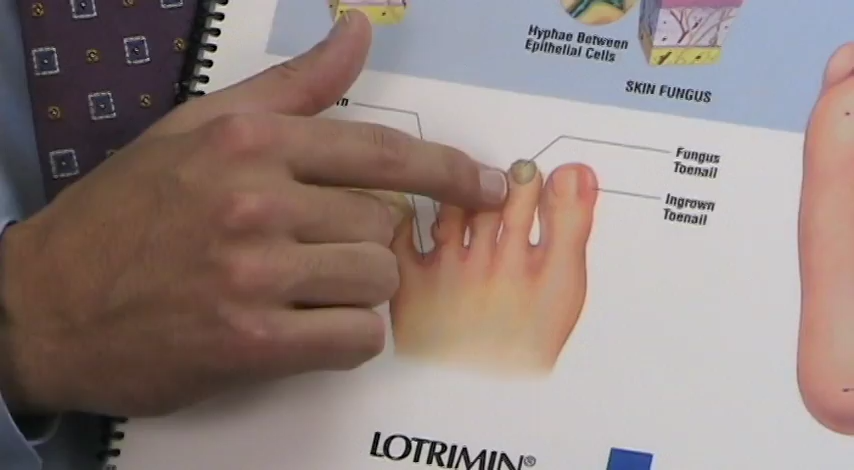 Hyphae Between
Epithelial Cells
SKIN FUNGUS
Fungus
Toenail
Ingrown
Toenail
LOTRIMIN®